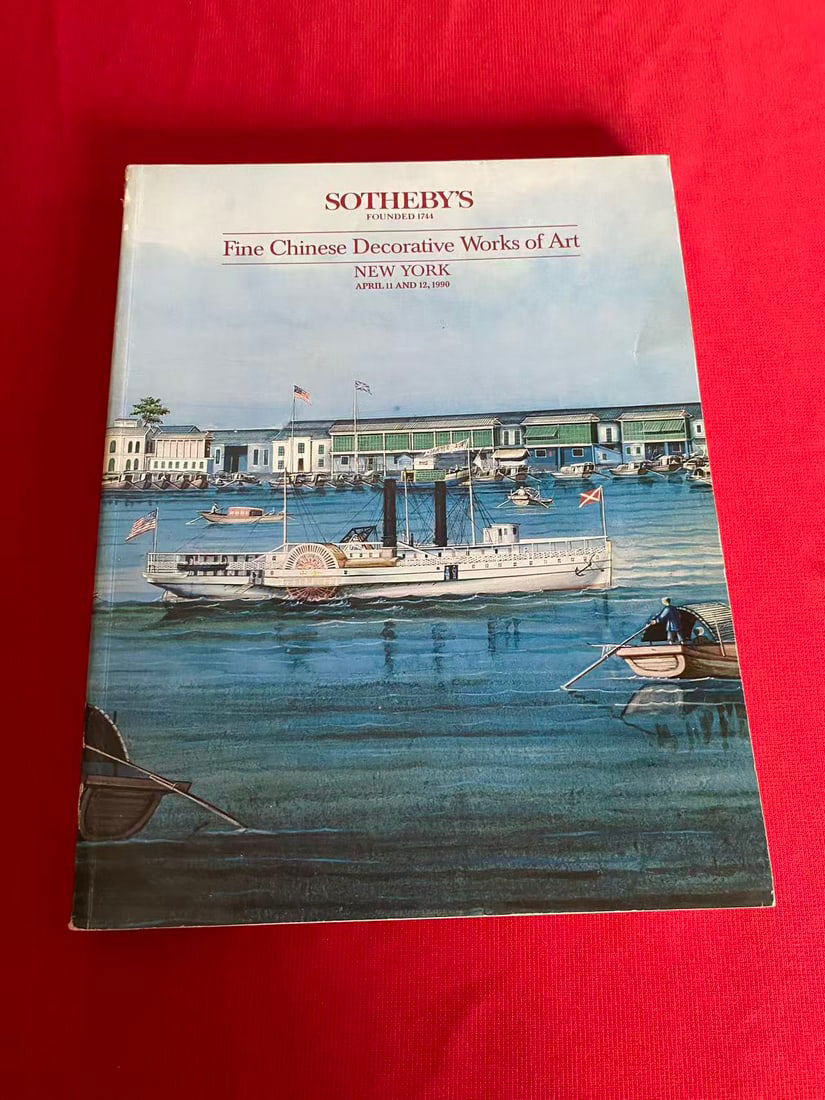 SOTHEBY'S
FOUNDED 1744
Fine Chinese Decorative Works of Art
NEW YORK
APRIL 11 AND 12, 1990